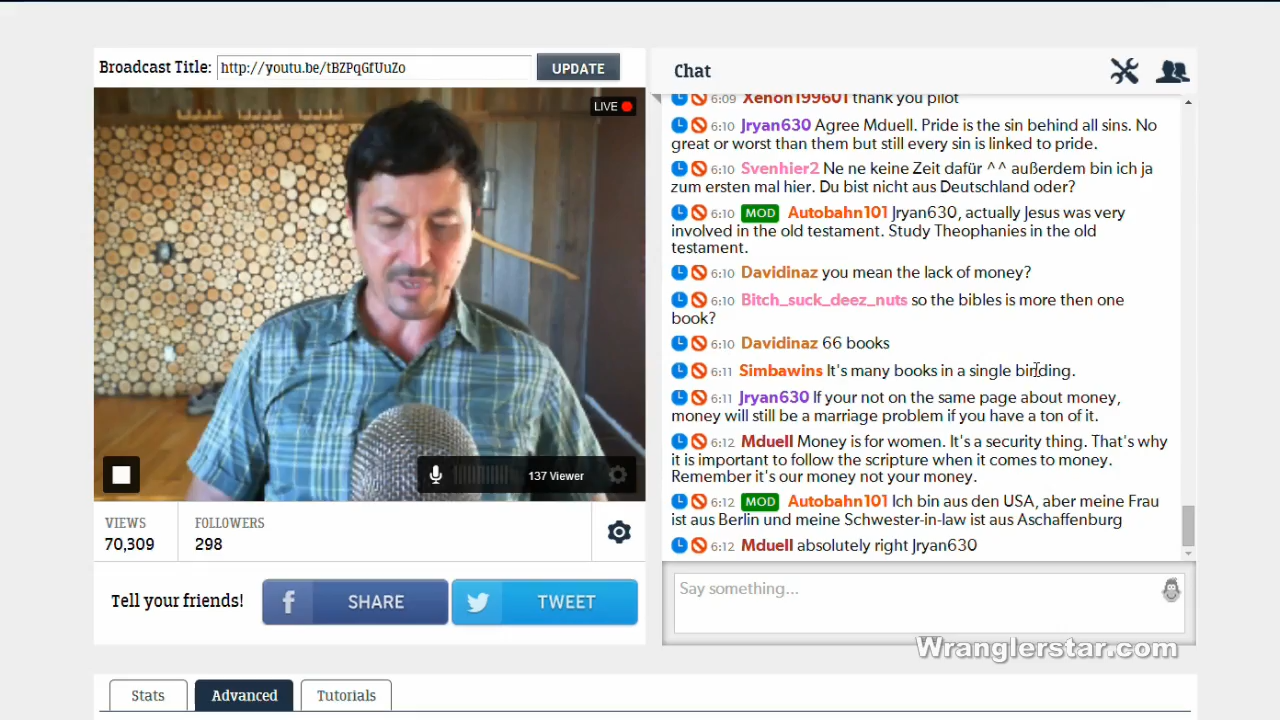 Broadcast Title: http://youtu.be/tBZPqGfUuZo UPDATE
LIVE
137 Viewer
VIEWS
70,309
FOLLOWERS
298
Tell your friends! SHARE TWEET
Stats Advanced Tutorials
Chat
6:09 Xenon199601 thank you pilot
6:10 Jryan630 Agree Mduell. Pride is the sin behind all sins. No
great or worst than them but still every sin is linked to pride.
6:10 Svenhier2 Ne ne keine Zeit dafür ^^ außerdem bin ich ja
zum ersten mal hier. Du bist nicht aus Deutschland oder?
6:10 MOD Autobahn101 Jryan630, actually Jesus was very
involved in the old testament. Study Theophanies in the old
testament.
6:10 Davidinaz you mean the lack of money?
6:10 Bitch_suck_deez_nuts so the bibles is more then one
book?
6:10 Davidinaz 66 books
6:11 Simbawins It's many books in a single binding.
6:11 Jryan630 If your not on the same page about money,
money will still be a marriage problem if you have a ton of it.
6:12 Mduell Money is for women. It's a security thing. That's why
it is important to follow the scripture when it comes to money.
Remember it's our money not your money.
6:12 MOD Autobahn101 Ich bin aus den USA, aber meine Frau
ist aus Berlin und meine Schwester-in-law ist aus Aschaffenburg
6:12 Mduell absolutely right Jryan630
Say something...
Wranglerstar.com